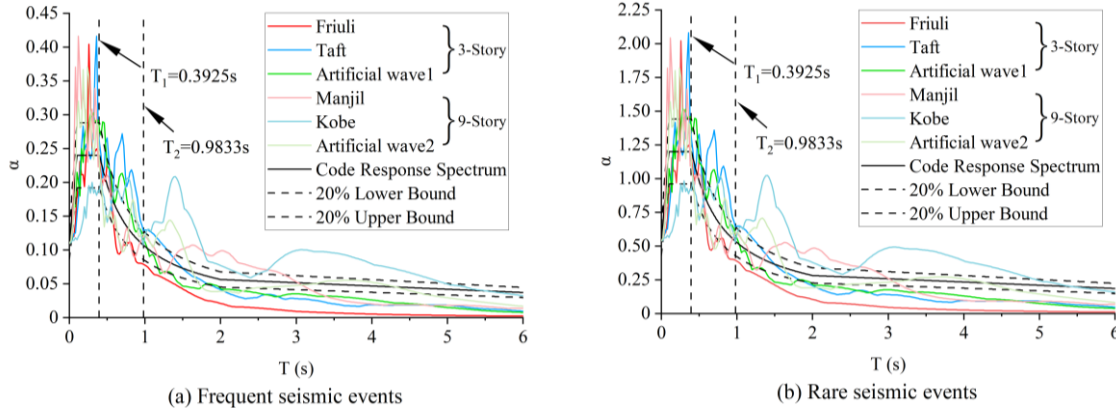 0.45
0.40
0.35
0.30
0.25
0.20
0.15
0.10
0.05
0
α
0 1 2 3 4 5 6
T (s)
T1=0.3925s
T2=0.9833s
Friuli
Taft
Artificial wave1
3-Story
Manjil
Kobe
Artificial wave2
9-Story
Code Response Spectrum
20% Lower Bound
20% Upper Bound
(a) Frequent seismic events
2.25
2.00
1.75
1.50
1.25
1.00
0.75
0.50
0.25
0
α
0 1 2 3 4 5 6
T (s)
T1=0.3925s
T2=0.9833s
Friuli
Taft
Artificial wave1
3-Story
Manjil
Kobe
Artificial wave2
9-Story
Code Response Spectrum
20% Lower Bound
20% Upper Bound
(b) Rare seismic events